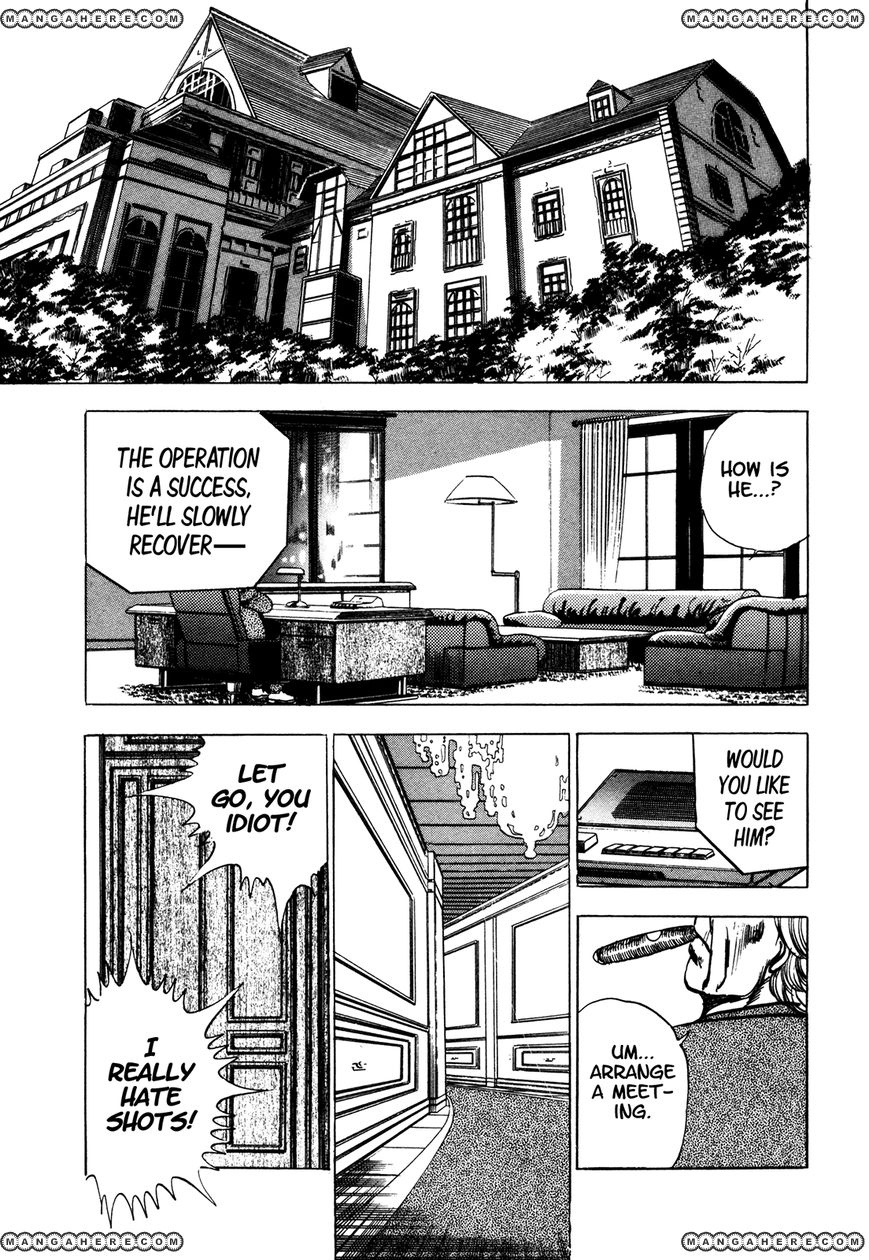 MANGAHERE.COM
MANGAHERE.COM
HOW IS
HE...?
THE OPERATION
IS A SUCCESS,
HE'LL SLOWLY
RECOVER—
WOULD
YOU LIKE
TO SEE
HIM?
UM...
ARRANGE
A MEET-
ING.
LET
GO, YOU
IDIOT!
I
REALLY
HATE
SHOTS!
MANGAHERE.COM
MANGAHERE.COM